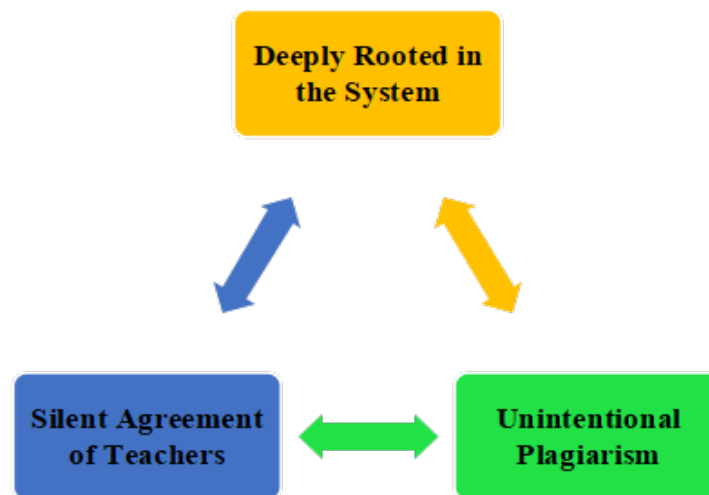 Deeply Rooted in
the System
Silent Agreement
of Teachers
Unintentional
Plagiarism